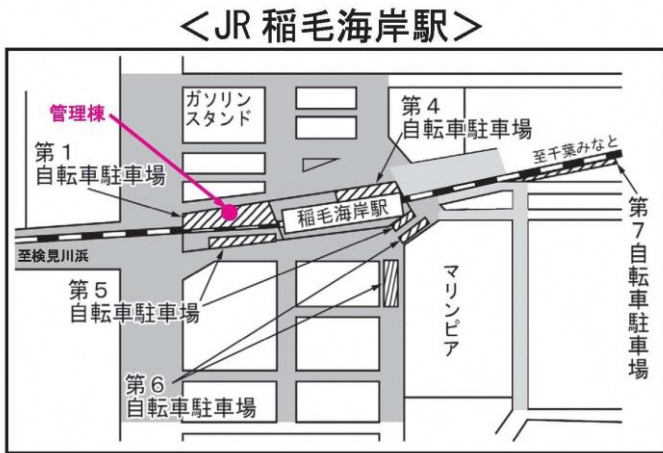 ＜JR 稲毛海岸駅＞
管理棟
ガソリン
スタンド
第４
自転車駐車場
第１
自転車駐車場
至千葉みなと
稲毛海岸駅
至検見川浜
第５
自転車駐車場
マリンピア
第７自転車駐車場
第６
自転車駐車場